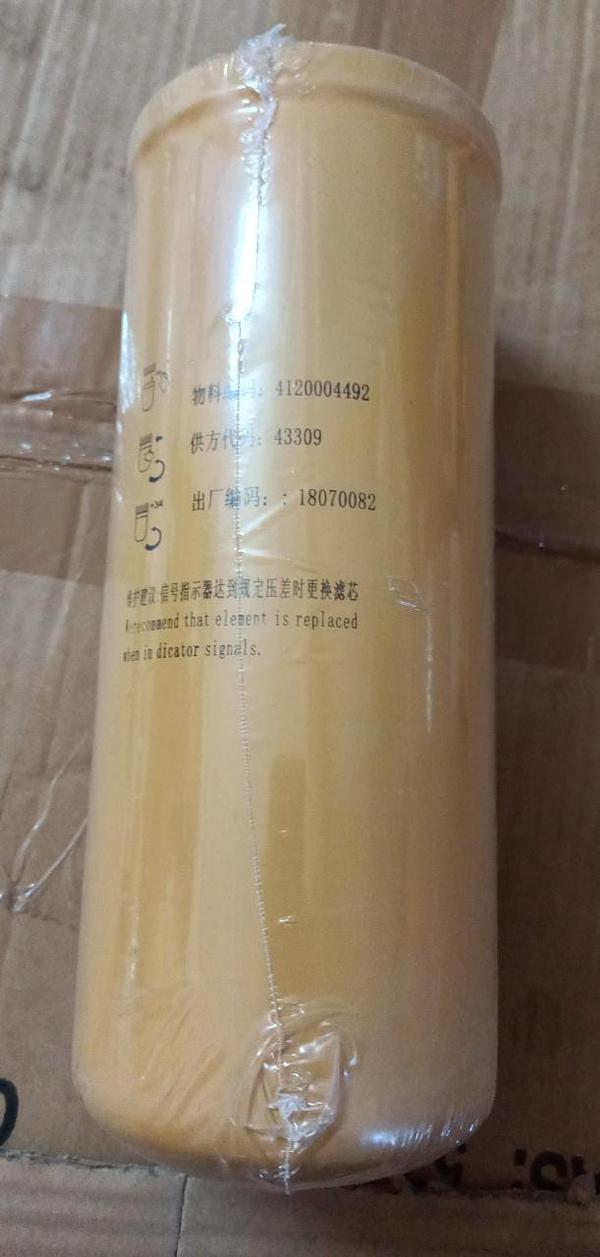 物料编码: 4120004492
供方代码: 43309
出厂编码: : 18070082
维护建议:信号指示器达到规定压差时更换滤芯
We recommend that element is replaced
when in dicator signals.